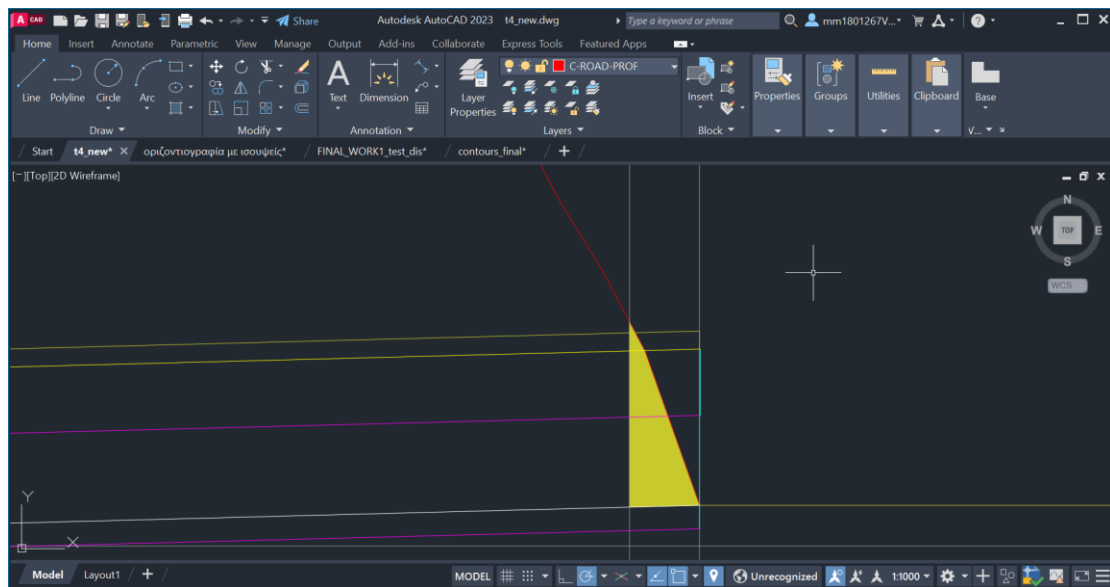 A CAD Share Autodesk AutoCAD 2023 t4_new.dwg Type a keyword or phrase mm1801267V...
Home Insert Annotate Parametric View Manage Output Add-ins Collaborate Express Tools Featured Apps
C-ROAD-PROF
Line Polyline Circle Arc Text Dimension Layer Properties Insert Properties Groups Utilities Clipboard Base
Draw Modify Annotation Layers Block V...
Start t4_new* οριζοντιογραφία με ισουψείς* FINAL_WORK1_test_dis* contours_final* +
[−][Top][2D Wireframe]
N
W TOP E
S
WCS
Y
X
Model Layout1 + MODEL Unrecognized 1:1000